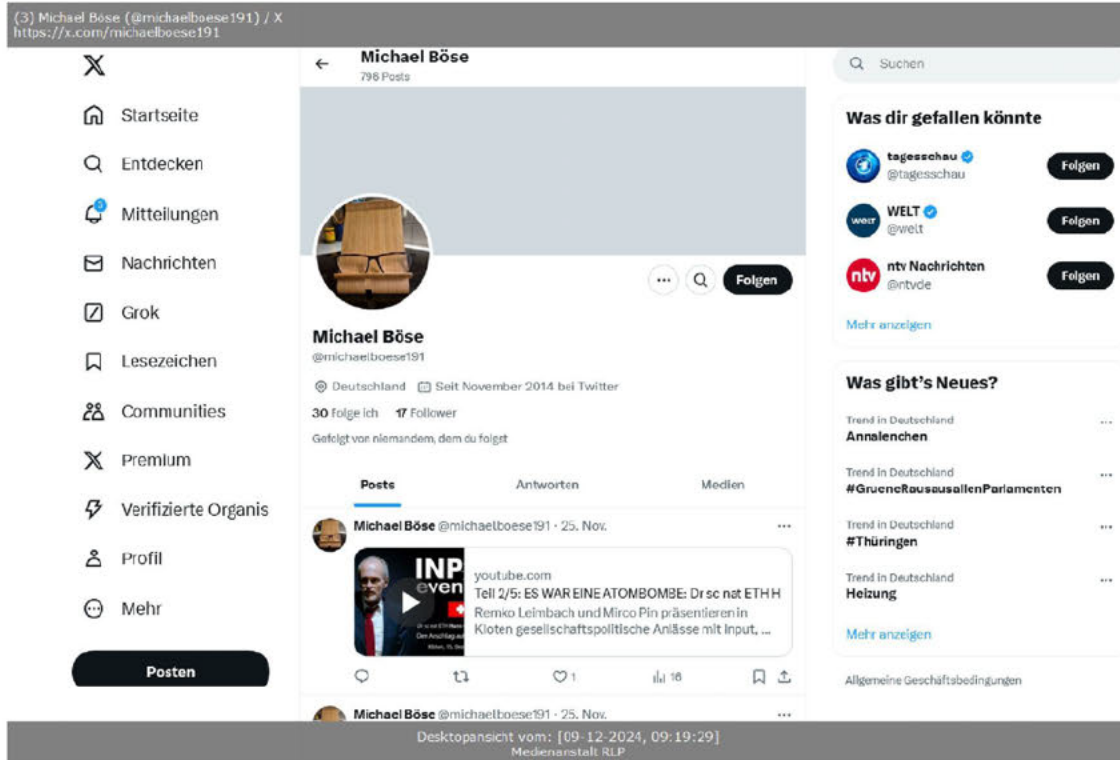 (3) Michael Böse (@michaelboese191) / X
https://x.com/michaelboese191
Startseite
Entdecken
3
Mitteilungen
Nachrichten
Grok
Lesezeichen
Communities
Premium
Verifizierte Organis
Profil
Mehr
Posten
Michael Böse
798 Posts
Folgen
Michael Böse
@michaelboese191
Deutschland Seit November 2014 bei Twitter
30 Folge ich 17 Follower
Gefolgt von niemandem, dem du folgst
Posts Antworten Medien
Michael Böse @michaelboese191 · 25. Nov.
INP
even
youtube.com
Teil 2/5: ES WAR EINE ATOMBOMBE: Dr sc nat ETH H
Remko Leimbach und Mirco Pin präsentieren in
Kloten gesellschaftspolitische Anlässe mit Input, ...
1 16
Michael Böse @michaelboese191 · 25. Nov.
Suchen
Was dir gefallen könnte
tagesschau
@tagesschau
Folgen
WELT
@welt
Folgen
ntv Nachrichten
@ntvde
Folgen
Mehr anzeigen
Was gibt's Neues?
Trend in Deutschland
Annalenchen
Trend in Deutschland
#GrueneRausausallenParlamenten
Trend in Deutschland
#Thüringen
Trend in Deutschland
Heizung
Mehr anzeigen
Allgemeine Geschäftsbedingungen
Desktopansicht vom: [09-12-2024, 09:19:29]
Medienanstalt RLP